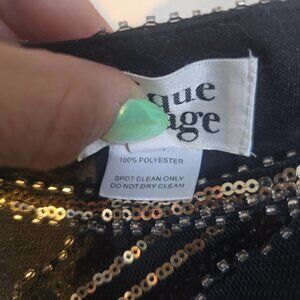 que
age
100% POLYESTER
SPOT CLEAN ONLY
DO NOT DRY CLEAN